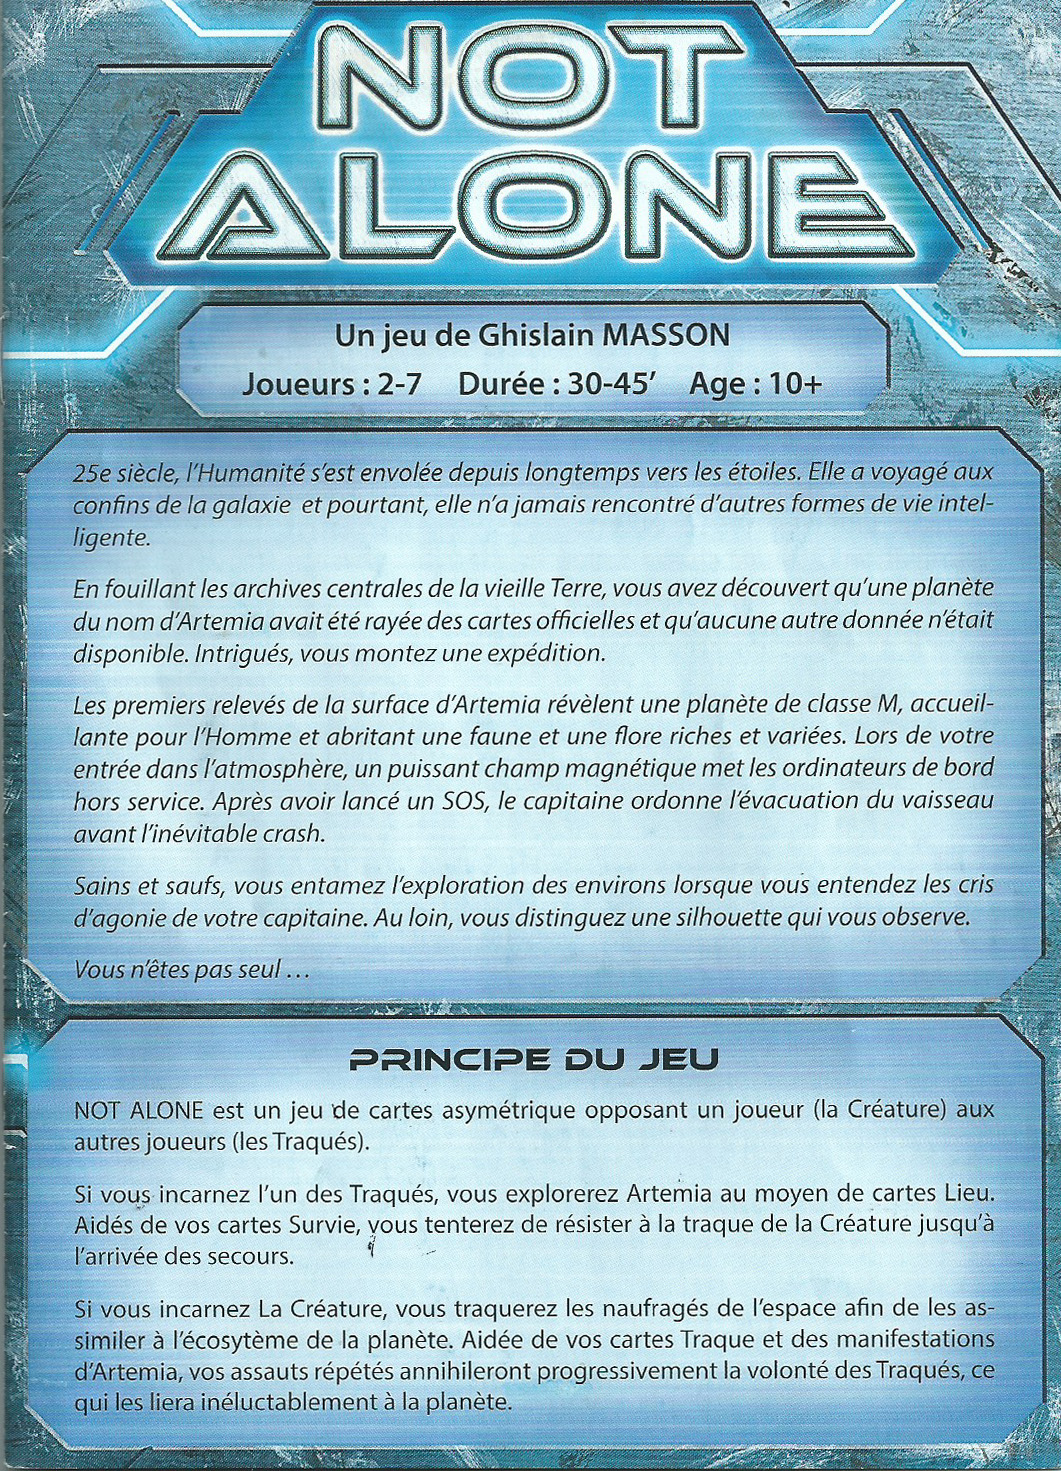 NOT
ALONE
Un jeu de Ghislain MASSON
Joueurs : 2-7 Durée : 30-45’ Age : 10+
25e siècle, l’Humanité s’est envolée depuis longtemps vers les étoiles. Elle a voyagé aux
confins de la galaxie et pourtant, elle n’a jamais rencontré d’autres formes de vie intel-
ligente.
En fouillant les archives centrales de la vieille Terre, vous avez découvert qu’une planète
du nom d’Artemia avait été rayée des cartes officielles et qu’aucune autre donnée n’était
disponible. Intrigués, vous montez une expédition.
Les premiers relevés de la surface d’Artemia révèlent une planète de classe M, accueil-
lante pour l’Homme et abritant une faune et une flore riches et variées. Lors de votre
entrée dans l’atmosphère, un puissant champ magnétique met les ordinateurs de bord
hors service. Après avoir lancé un SOS, le capitaine ordonne l’évacuation du vaisseau
avant l’inévitable crash.
Sains et saufs, vous entamez l’exploration des environs lorsque vous entendez les cris
d’agonie de votre capitaine. Au loin, vous distinguez une silhouette qui vous observe.
Vous n’êtes pas seul …
PRINCIPE DU JEU
NOT ALONE est un jeu de cartes asymétrique opposant un joueur (la Créature) aux
autres joueurs (les Traqués).
Si vous incarnez l’un des Traqués, vous explorerez Artemia au moyen de cartes Lieu.
Aidés de vos cartes Survie, vous tenterez de résister à la traque de la Créature jusqu’à
l’arrivée des secours.
Si vous incarnez La Créature, vous traquerez les naufragés de l’espace afin de les as-
similer à l’écosytème de la planète. Aidée de vos cartes Traque et des manifestations
d’Artemia, vos assauts répétés annihileront progressivement la volonté des Traqués, ce
qui les liera inéluctablement à la planète.